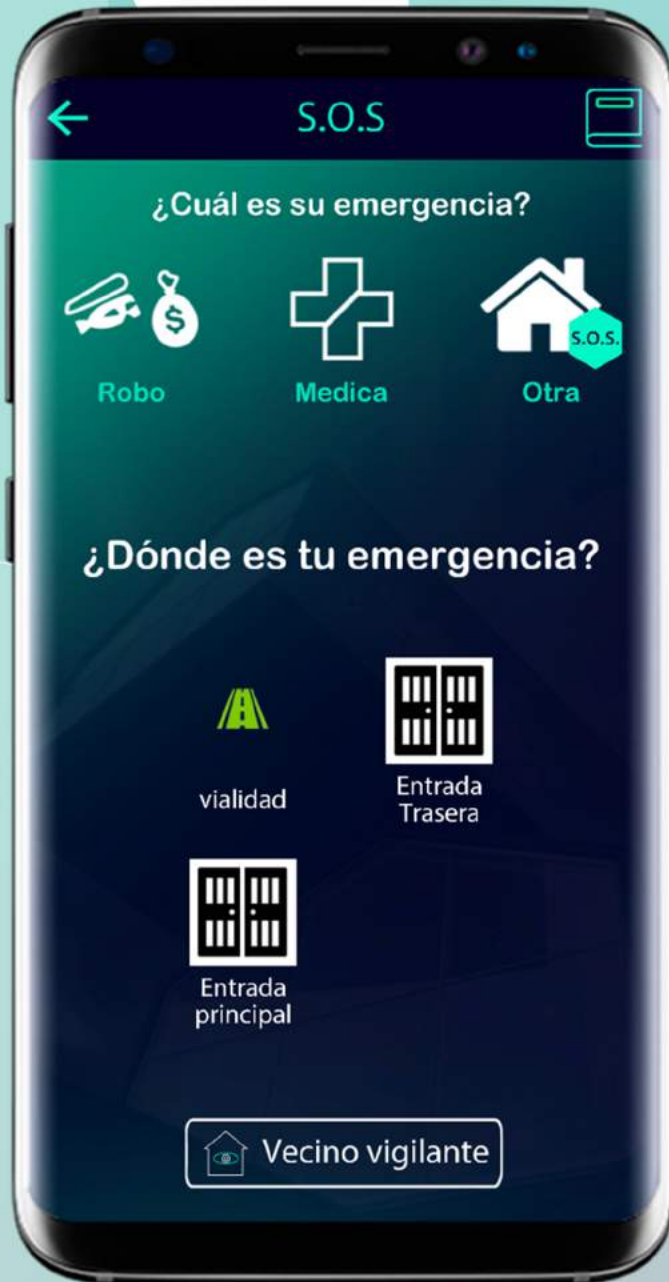 S.O.S
¿Cuál es su emergencia?
S.O.S.
Robo
Medica
Otra
¿Dónde es tu emergencia?
vialidad
Entrada
Trasera
Entrada
principal
Vecino vigilante